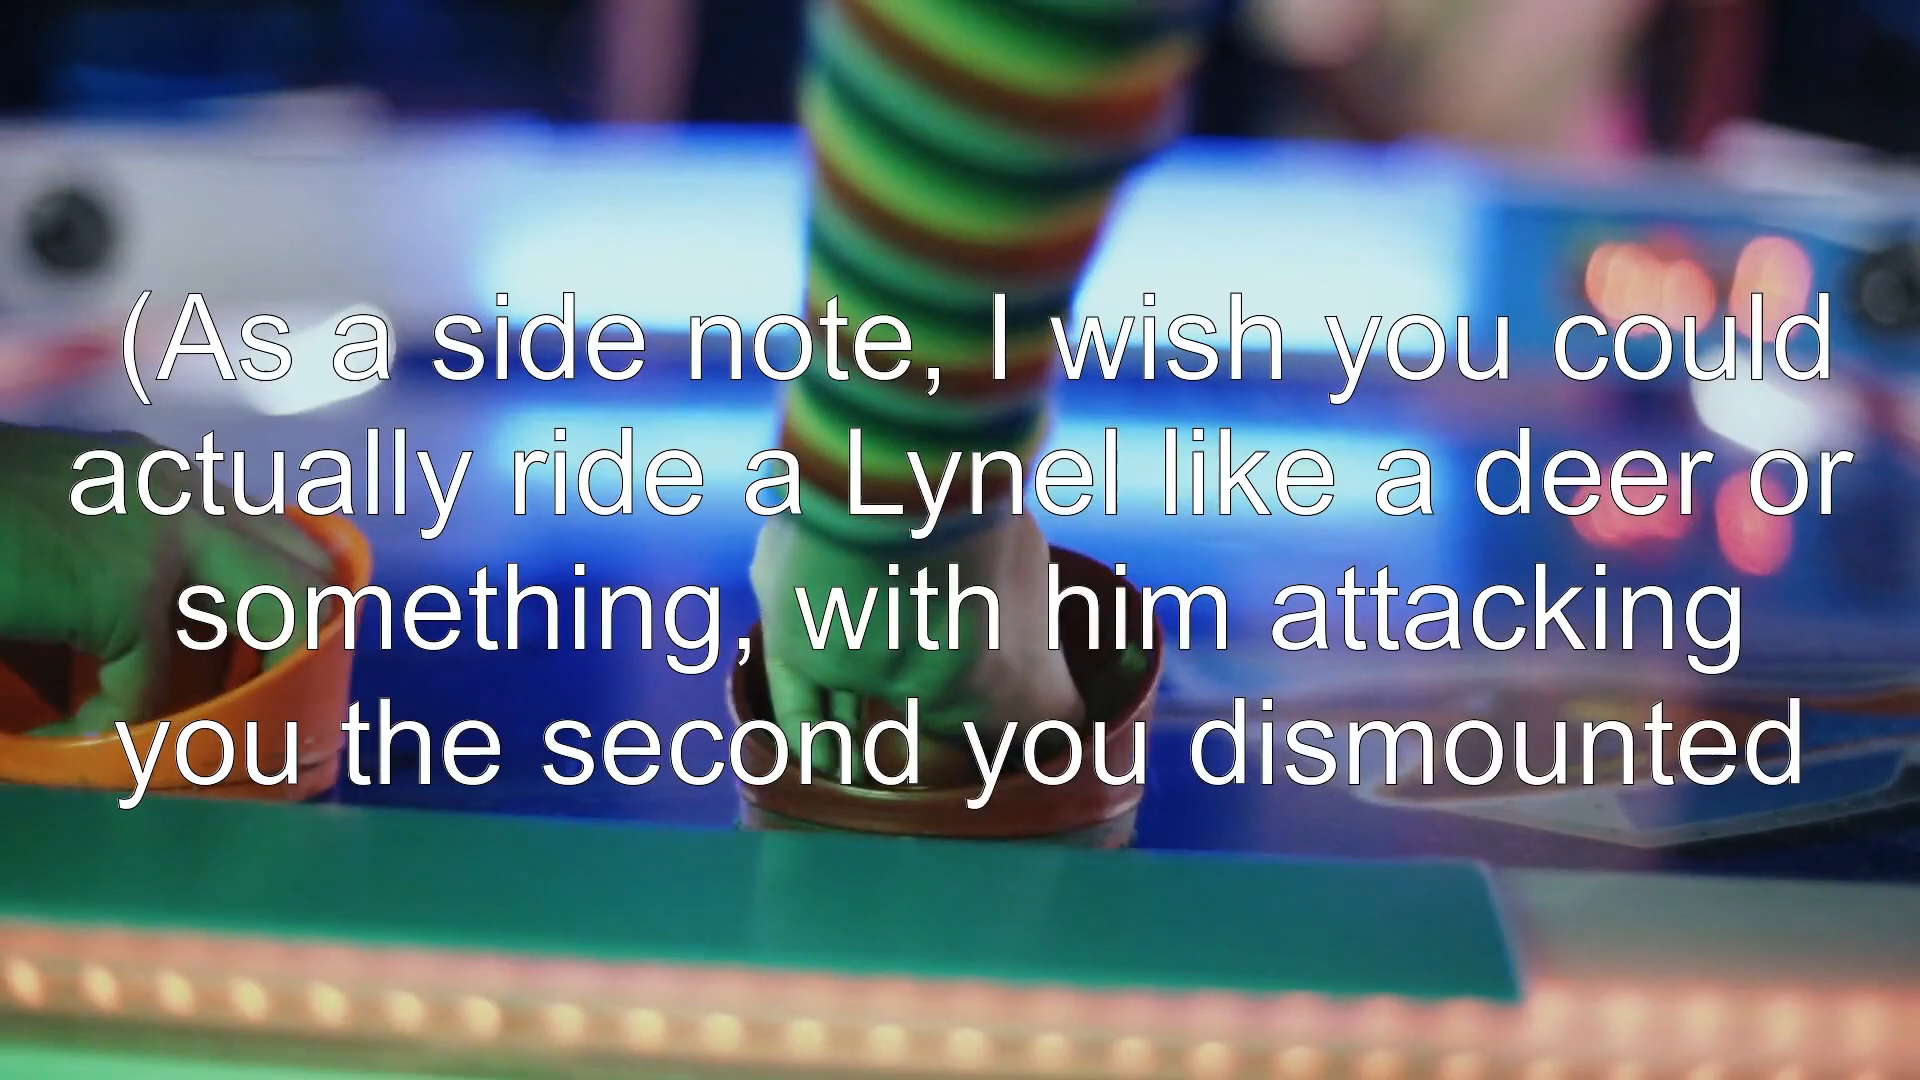 (As a side note, I wish you could
actually ride a Lynel like a deer or
something, with him attacking
you the second you dismounted